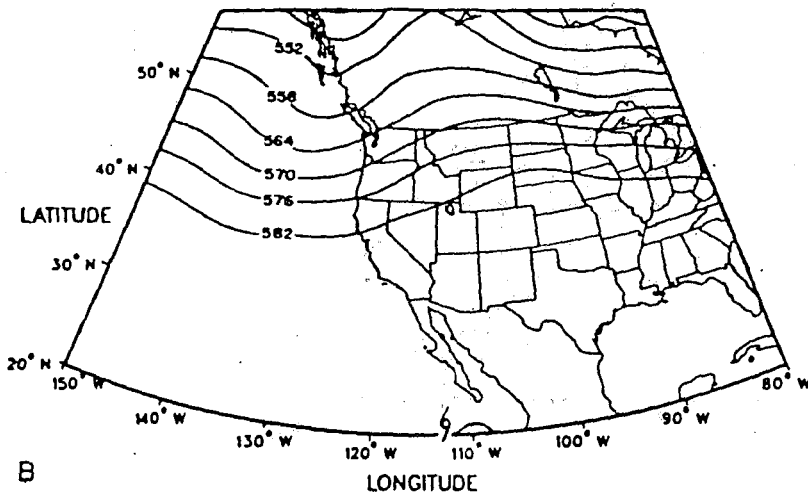 552
50° N
558
564
40° N
570
576
LATITUDE
582
30° N
20° N
150° W
80° W
140° W
90° W
130° W
100° W
120° W
110° W
B
LONGITUDE